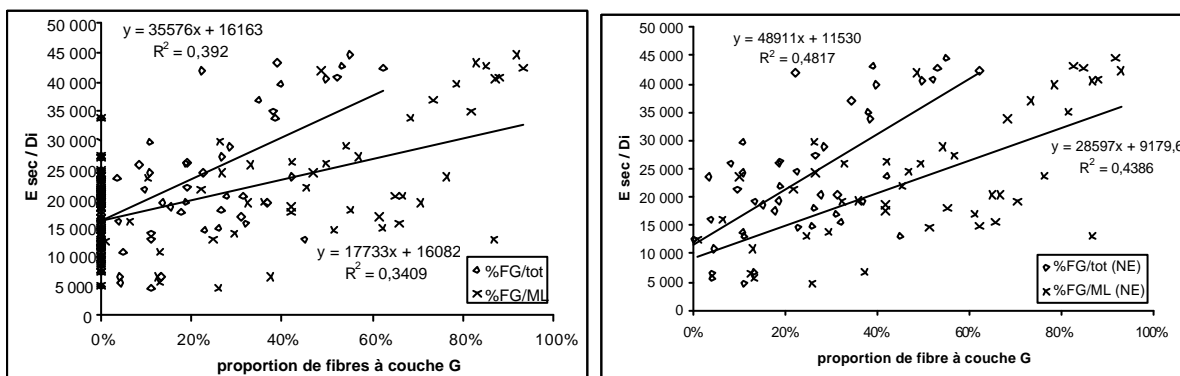 50 000
45 000
40 000
35 000
30 000
25 000
20 000
15 000
10 000
5 000
0
E sec / Di
y = 35576x + 16163
R² = 0,392
y = 17733x + 16082
R² = 0,3409
%FG/tot
%FG/ML
0% 20% 40% 60% 80% 100%
proportion de fibres à couche G
50 000
45 000
40 000
35 000
30 000
25 000
20 000
15 000
10 000
5 000
0
E sec / Di
y = 48911x + 11530
R² = 0,4817
y = 28597x + 9179,6
R² = 0,4386
%FG/tot (NE)
%FG/ML (NE)
0% 20% 40% 60% 80% 100%
proportion de fibre à couche G